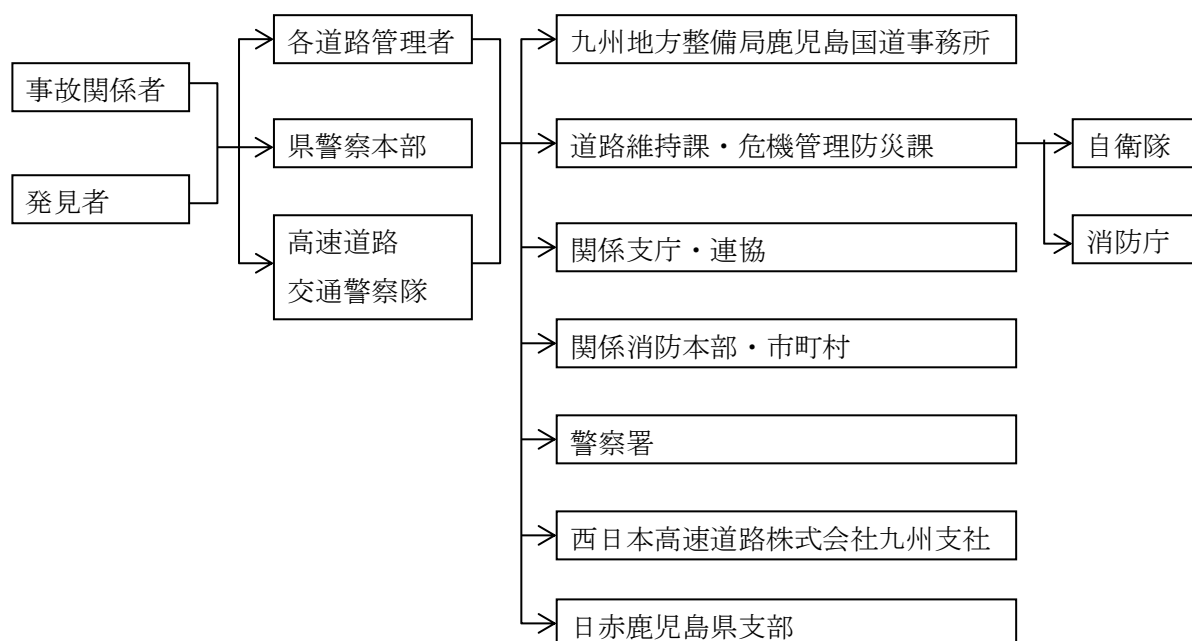 事故関係者
発見者
各道路管理者
県警察本部
高速道路
交通警察隊
九州地方整備局鹿児島国道事務所
道路維持課・危機管理防災課
関係支庁・連協
関係消防本部・市町村
警察署
西日本高速道路株式会社九州支社
日赤鹿児島県支部
自衛隊
消防庁